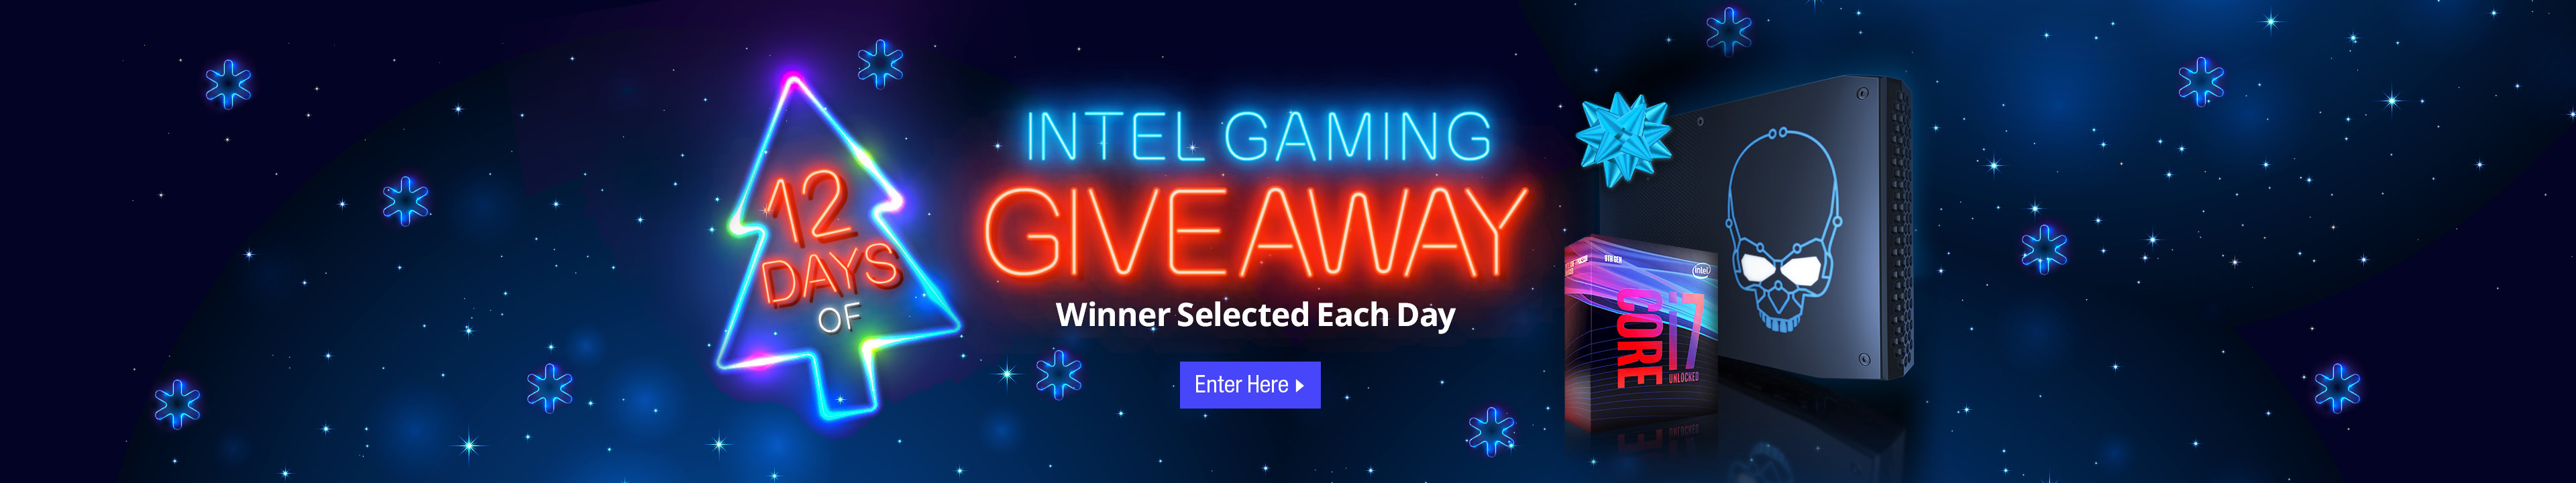 12
DAYS
OF
INTEL GAMING
GIVEAWAY
Winner Selected Each Day
Enter Here
9TH GEN
intel
CORE
i7
UNLOCKED